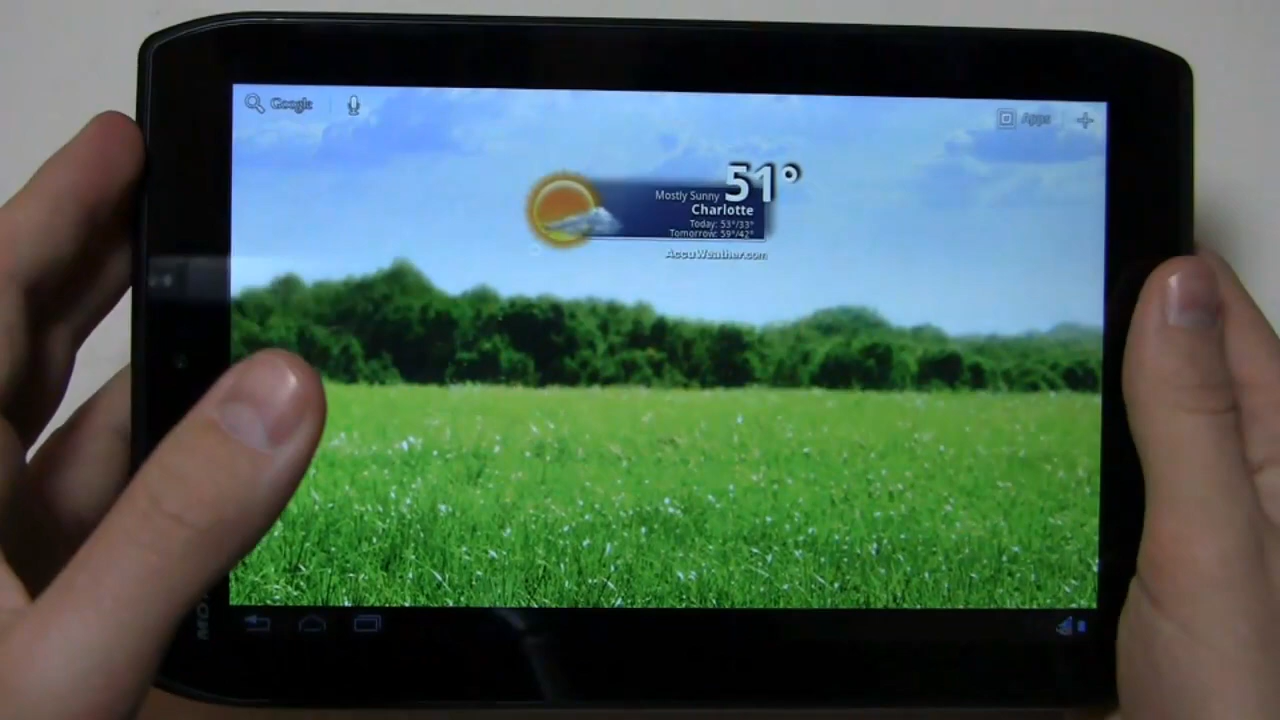 Google
Apps
51°
Mostly Sunny
Charlotte
Today: 53°/33°
Tomorrow: 59°/42°
AccuWeather.com